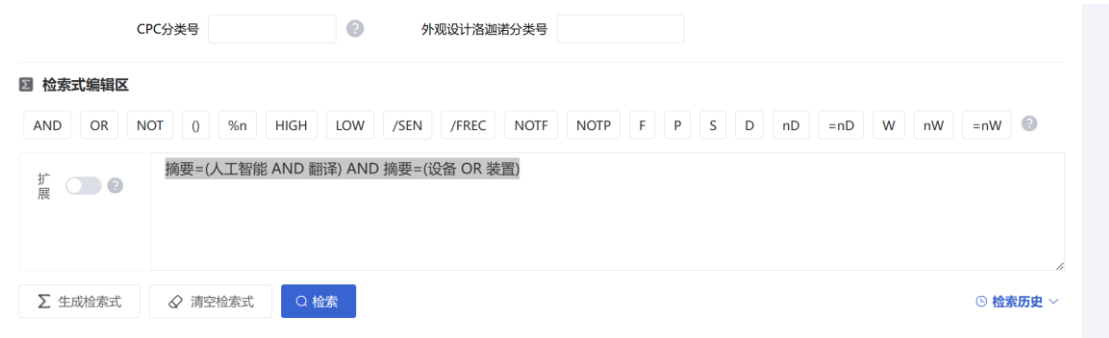 CPC分类号 ? 外观设计洛迦诺分类号
Σ 检索式编辑区
AND OR NOT () %n HIGH LOW /SEN /FREC NOTF NOTP F P S D nD =nD W nW =nW ?
摘要=(人工智能 AND 翻译) AND 摘要=(设备 OR 装置)
扩展 ?
Σ 生成检索式 清空检索式 检索 检索历史